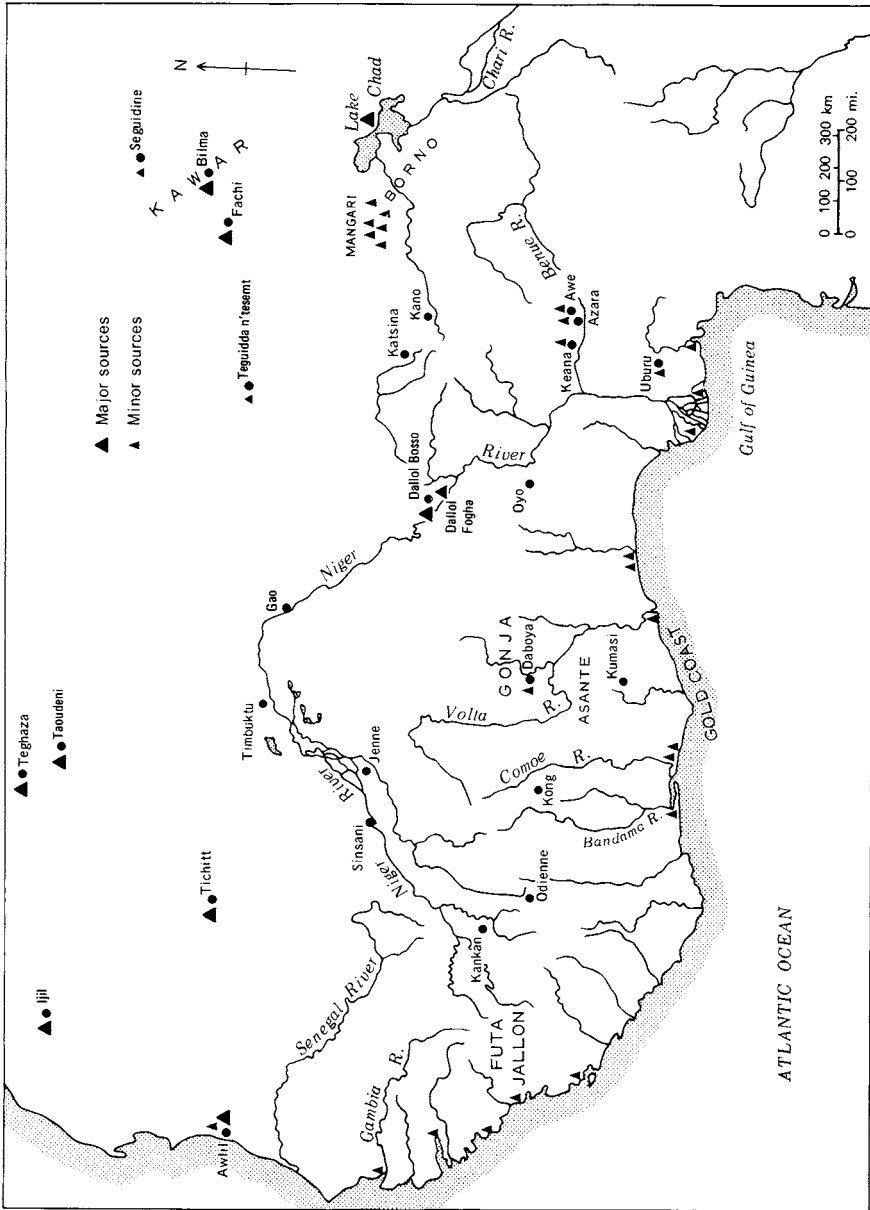 N
▲ Major sources
▲ Minor sources
Teghaza
Taoudeni
Ijil
Tichitt
Awlil
Seguidine
KAWAR
Bilma
Fachi
Teguidda n'tesemt
Timbuktu
Gao
Niger
River
Senegal River
Lake
Chad
Chari R.
MANGARI
BORNO
Katsina
Kano
Jenne
Sinsani
River
Niger
Dallol Bosso
Dallol
Fogha
Gambia R.
FUTA
JALLON
Kankan
Odienne
Kong
Comoe R.
Bandama R.
Volta R.
GONJA
Daboya
ASANTE
Kumasi
Oyo
Benue R.
Keana
Awe
Azara
Uburu
GOLD COAST
Gulf of Guinea
ATLANTIC OCEAN
0 100 200 300 km
0 100 200 mi.